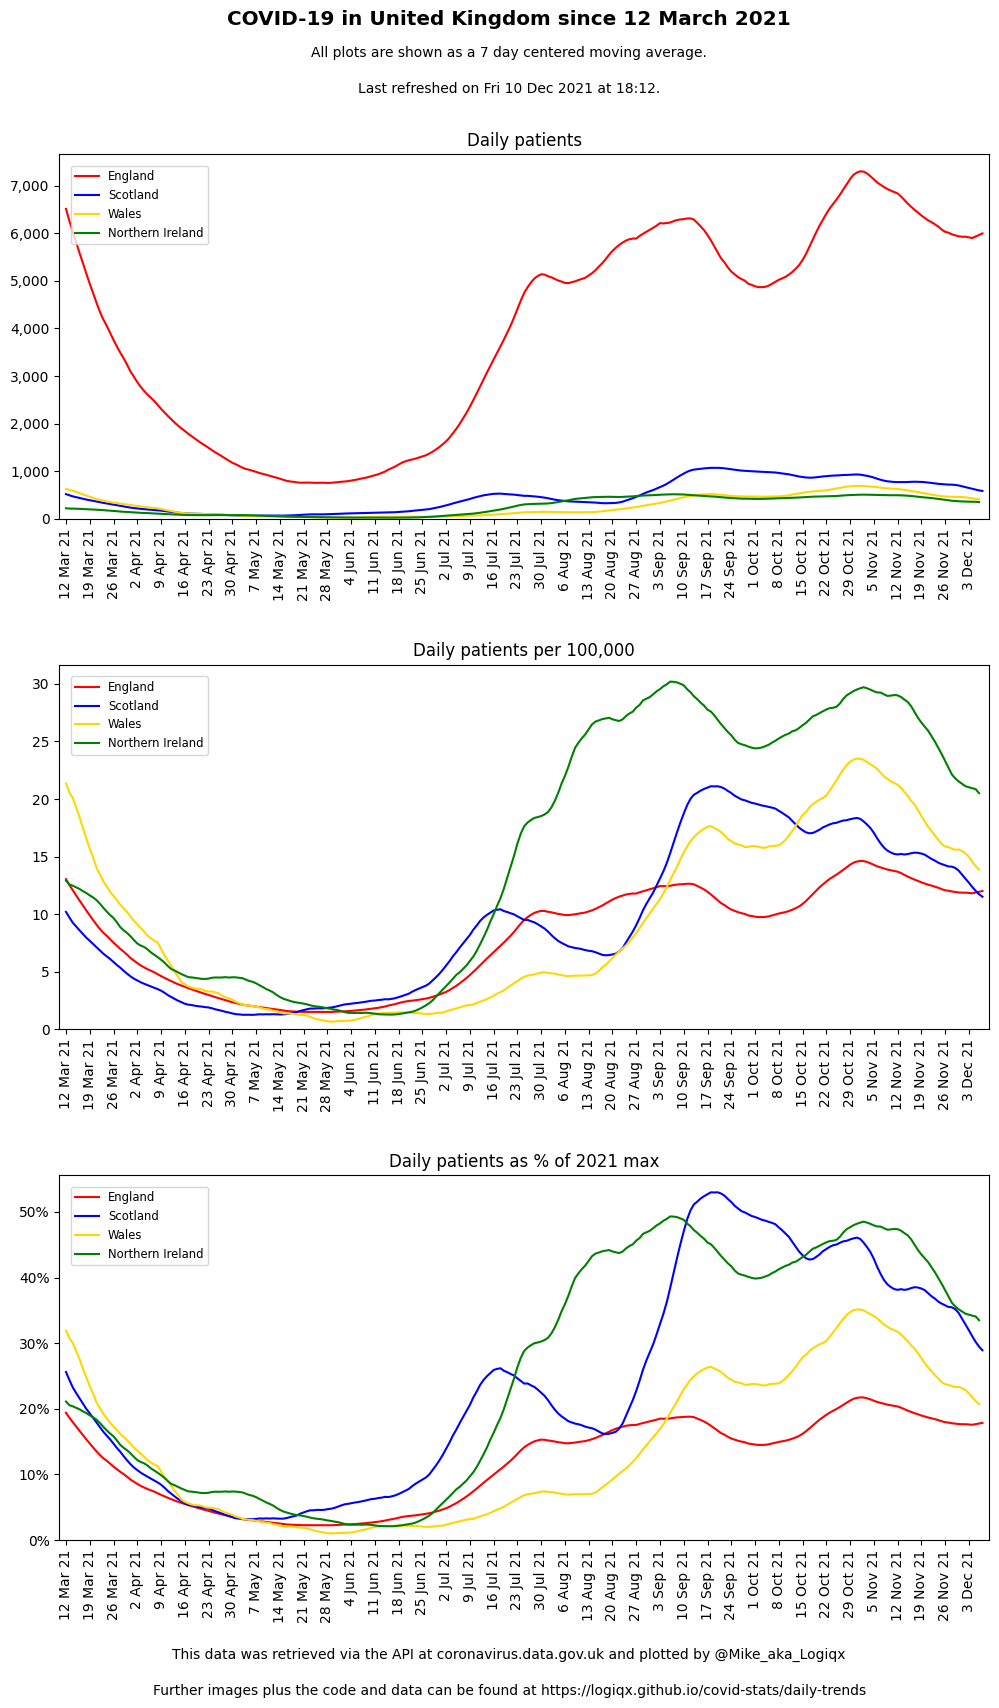 COVID-19 in United Kingdom since 12 March 2021
All plots are shown as a 7 day centered moving average.
Last refreshed on Fri 10 Dec 2021 at 18:12.
Daily patients
England
Scotland
Wales
Northern Ireland
7,000
6,000
5,000
4,000
3,000
2,000
1,000
0
12 Mar 21
19 Mar 21
26 Mar 21
2 Apr 21
9 Apr 21
16 Apr 21
23 Apr 21
30 Apr 21
7 May 21
14 May 21
21 May 21
28 May 21
4 Jun 21
11 Jun 21
18 Jun 21
25 Jun 21
2 Jul 21
9 Jul 21
16 Jul 21
23 Jul 21
30 Jul 21
6 Aug 21
13 Aug 21
20 Aug 21
27 Aug 21
3 Sep 21
10 Sep 21
17 Sep 21
24 Sep 21
1 Oct 21
8 Oct 21
15 Oct 21
22 Oct 21
29 Oct 21
5 Nov 21
12 Nov 21
19 Nov 21
26 Nov 21
3 Dec 21
Daily patients per 100,000
England
Scotland
Wales
Northern Ireland
30
25
20
15
10
5
0
12 Mar 21
19 Mar 21
26 Mar 21
2 Apr 21
9 Apr 21
16 Apr 21
23 Apr 21
30 Apr 21
7 May 21
14 May 21
21 May 21
28 May 21
4 Jun 21
11 Jun 21
18 Jun 21
25 Jun 21
2 Jul 21
9 Jul 21
16 Jul 21
23 Jul 21
30 Jul 21
6 Aug 21
13 Aug 21
20 Aug 21
27 Aug 21
3 Sep 21
10 Sep 21
17 Sep 21
24 Sep 21
1 Oct 21
8 Oct 21
15 Oct 21
22 Oct 21
29 Oct 21
5 Nov 21
12 Nov 21
19 Nov 21
26 Nov 21
3 Dec 21
Daily patients as % of 2021 max
England
Scotland
Wales
Northern Ireland
50%
40%
30%
20%
10%
0%
12 Mar 21
19 Mar 21
26 Mar 21
2 Apr 21
9 Apr 21
16 Apr 21
23 Apr 21
30 Apr 21
7 May 21
14 May 21
21 May 21
28 May 21
4 Jun 21
11 Jun 21
18 Jun 21
25 Jun 21
2 Jul 21
9 Jul 21
16 Jul 21
23 Jul 21
30 Jul 21
6 Aug 21
13 Aug 21
20 Aug 21
27 Aug 21
3 Sep 21
10 Sep 21
17 Sep 21
24 Sep 21
1 Oct 21
8 Oct 21
15 Oct 21
22 Oct 21
29 Oct 21
5 Nov 21
12 Nov 21
19 Nov 21
26 Nov 21
3 Dec 21
This data was retrieved via the API at coronavirus.data.gov.uk and plotted by @Mike_aka_Logiqx
Further images plus the code and data can be found at https://logiqx.github.io/covid-stats/daily-trends